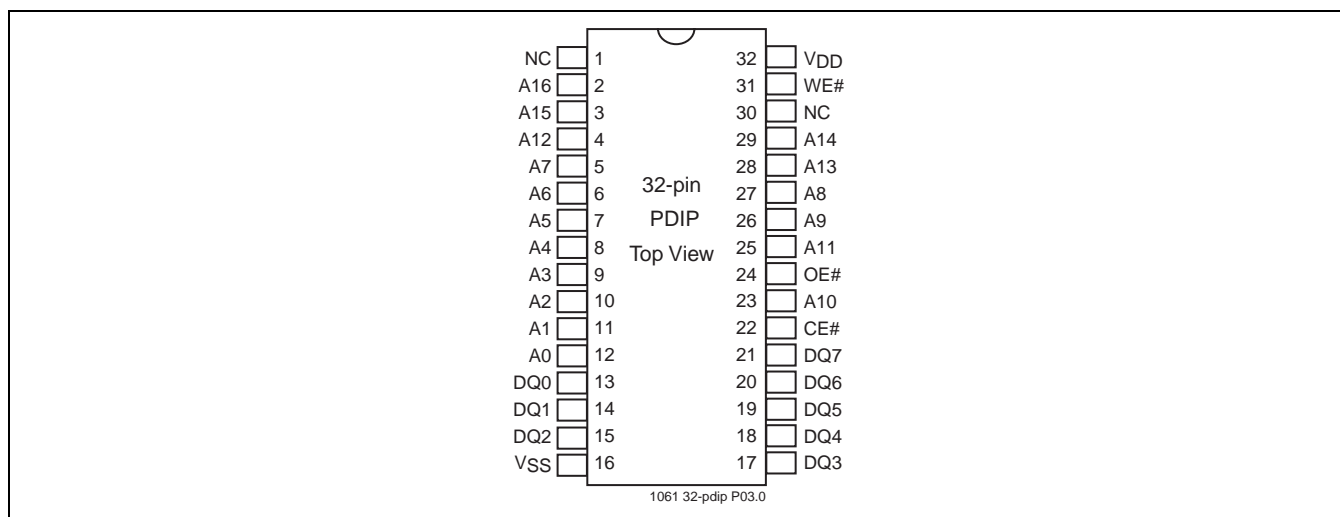 NC 1 32 VDD
A16 2 31 WE#
A15 3 30 NC
A12 4 29 A14
A7 5 28 A13
A6 6 32-pin 27 A8
A5 7 PDIP 26 A9
A4 8 Top View 25 A11
A3 9 24 OE#
A2 10 23 A10
A1 11 22 CE#
A0 12 21 DQ7
DQ0 13 20 DQ6
DQ1 14 19 DQ5
DQ2 15 18 DQ4
VSS 16 17 DQ3
1061 32-pdip P03.0